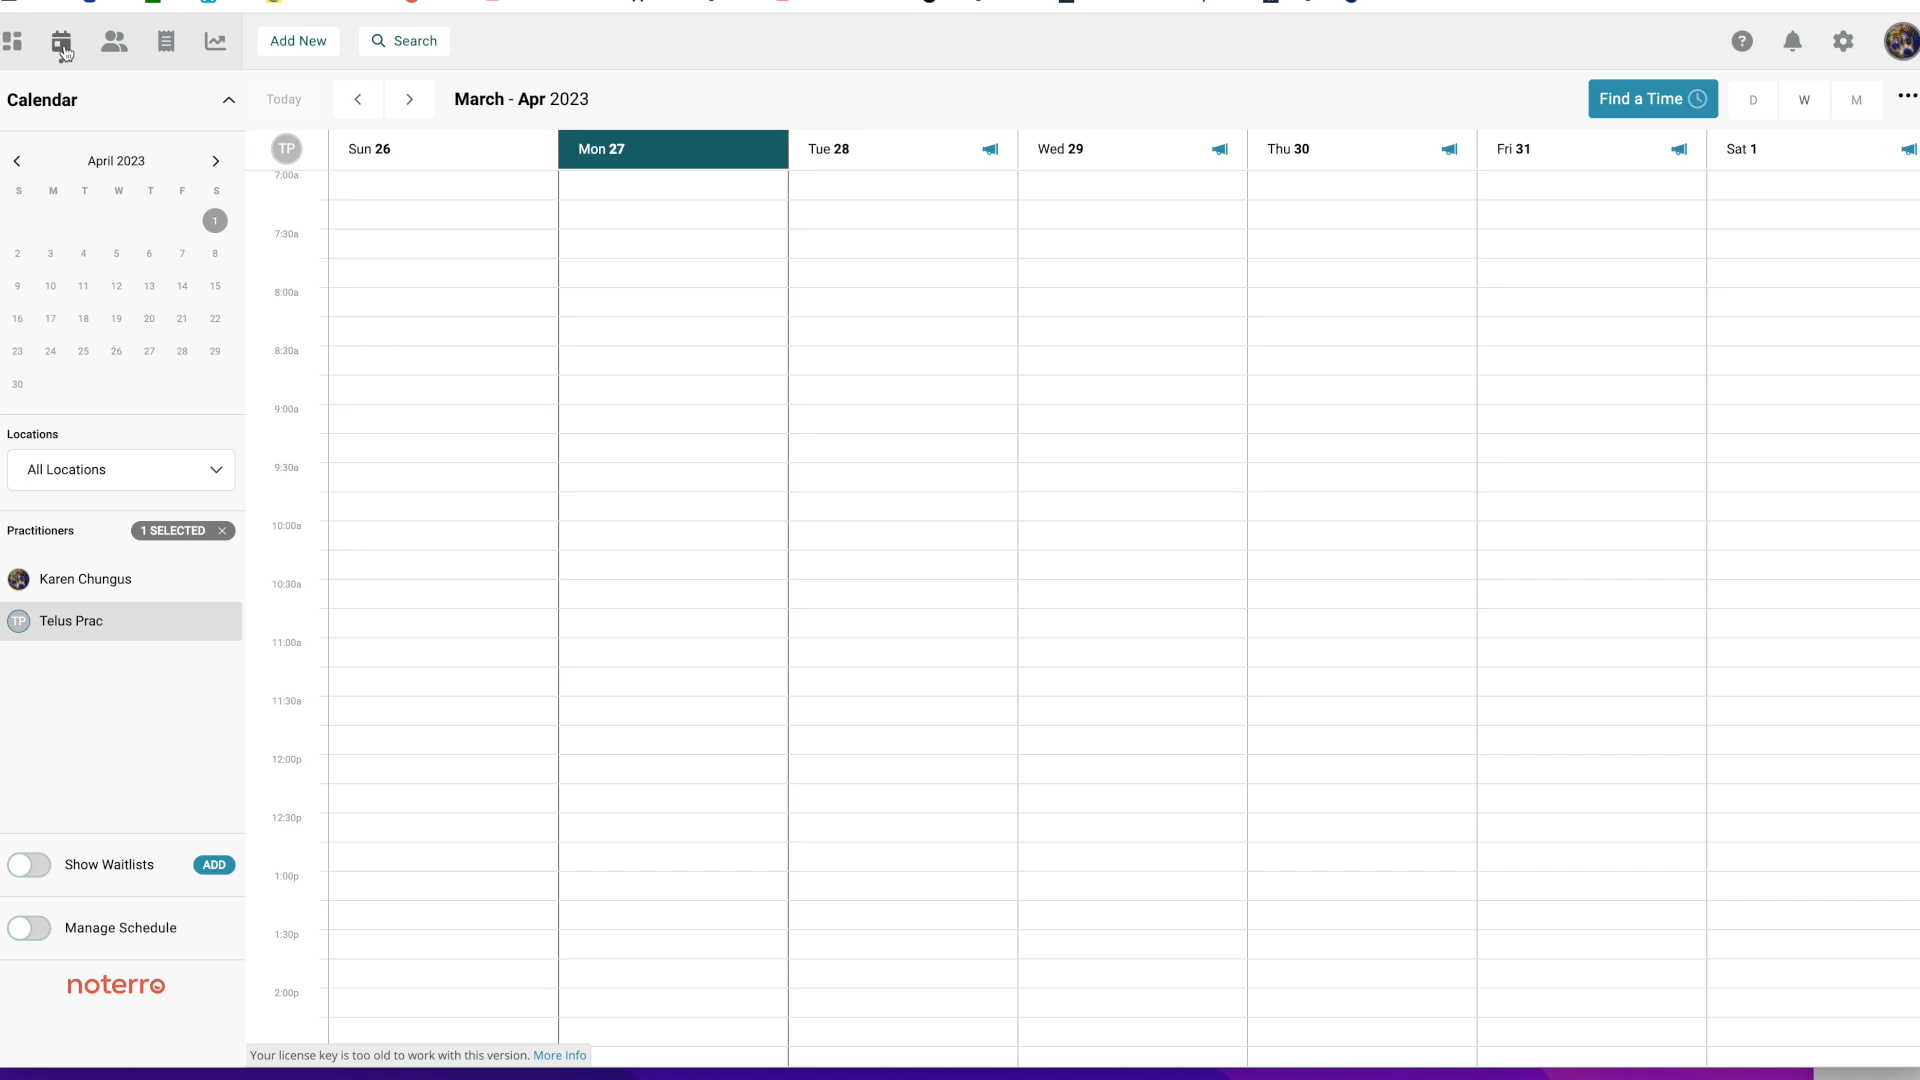 Add New
Search
Calendar
Today
March - Apr 2023
Find a Time
D W M
April 2023
S M T W T F S
1
2 3 4 5 6 7 8
9 10 11 12 13 14 15
16 17 18 19 20 21 22
23 24 25 26 27 28 29
30
Locations
All Locations
Practitioners
1 SELECTED
Karen Chungus
TP Telus Prac
Show Waitlists
ADD
Manage Schedule
noterro
TP
Sun 26
Mon 27
Tue 28
Wed 29
Thu 30
Fri 31
Sat 1
7:00a
7:30a
8:00a
8:30a
9:00a
9:30a
10:00a
10:30a
11:00a
11:30a
12:00p
12:30p
1:00p
1:30p
2:00p
Your license key is too old to work with this version. More Info